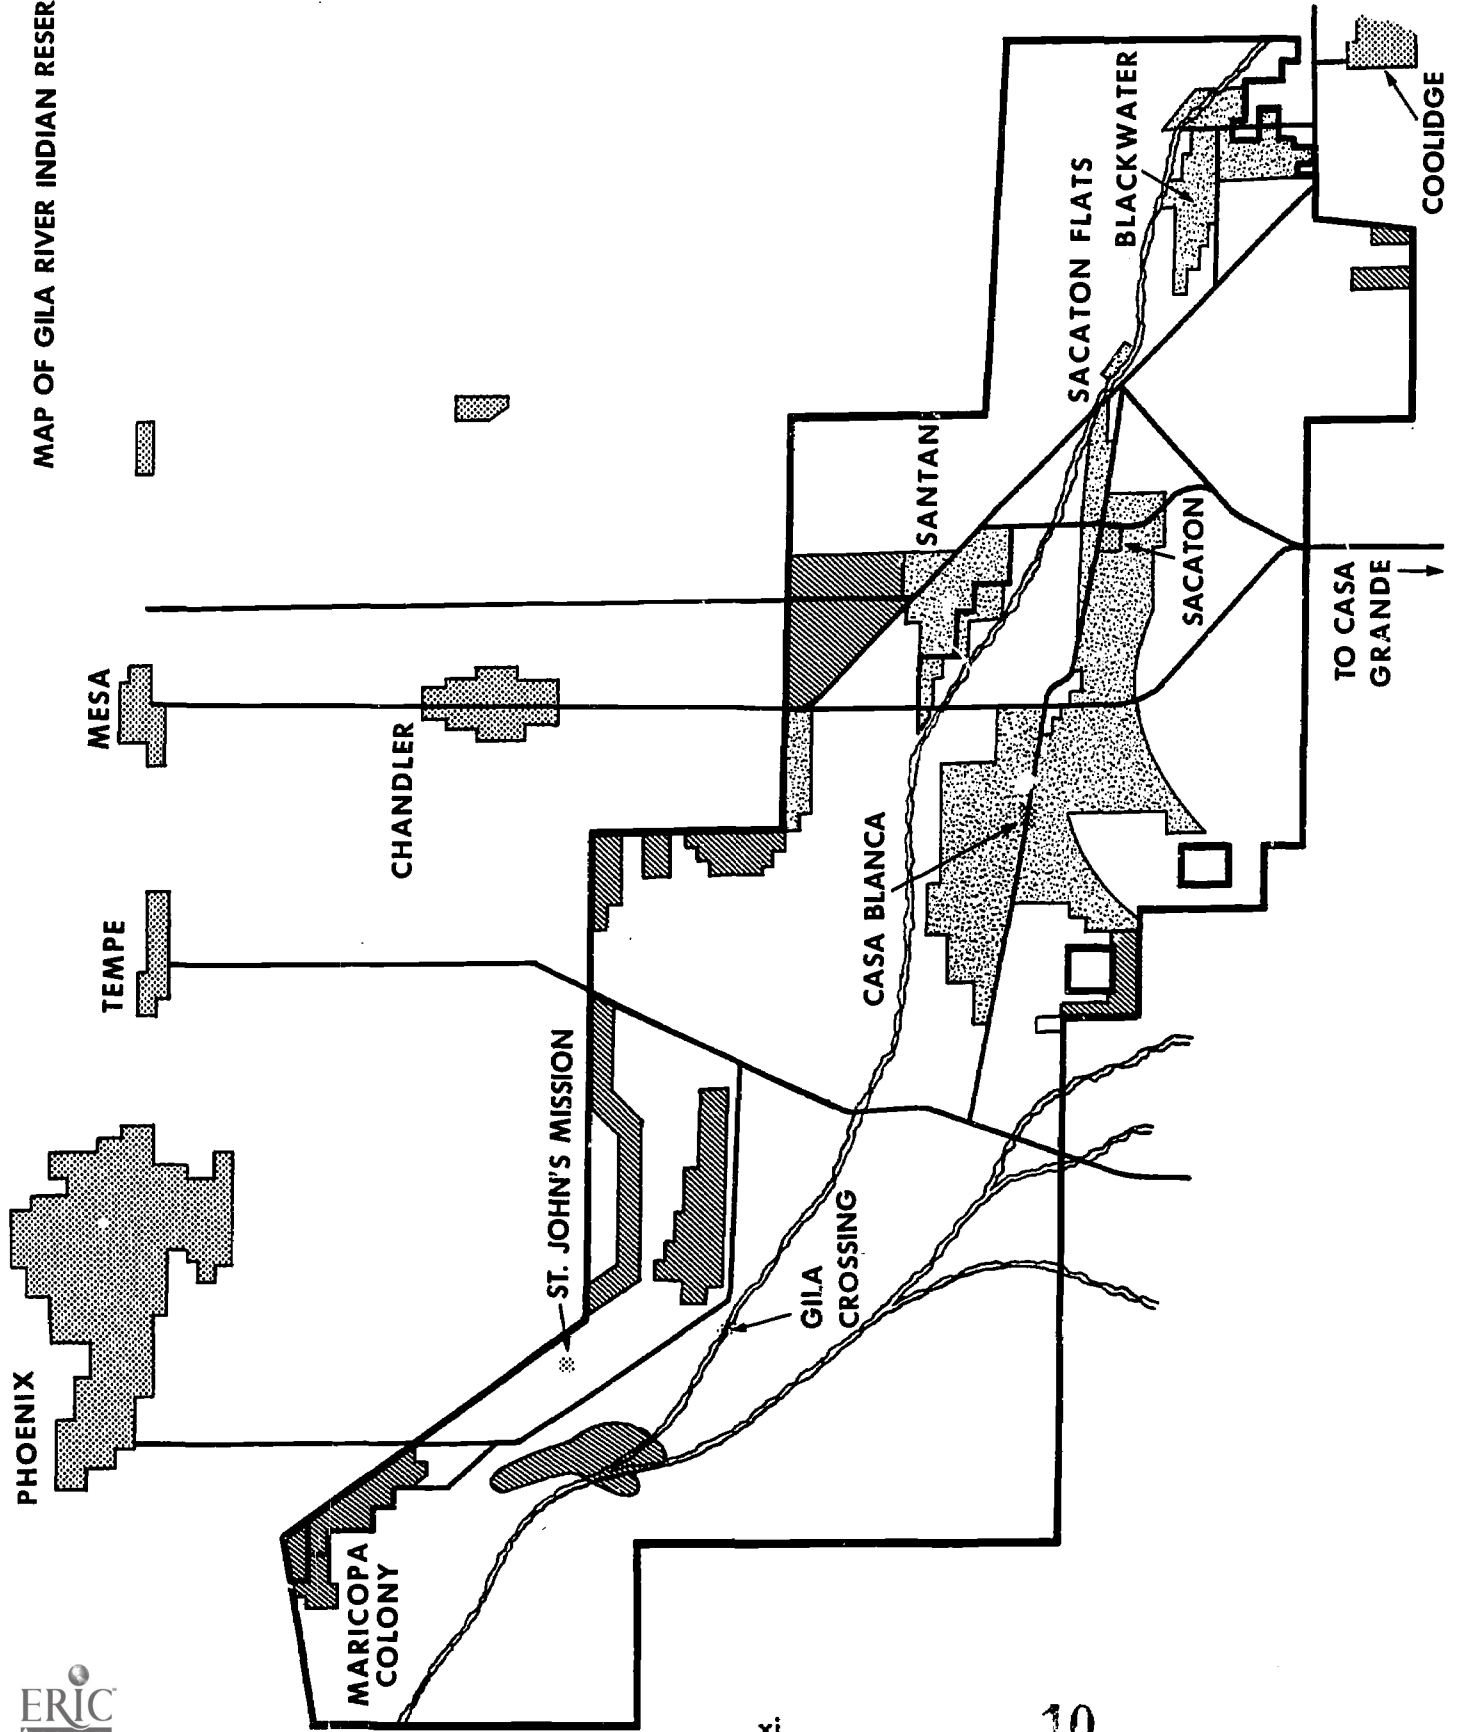 MAP OF GILA RIVER INDIAN RESER
PHOENIX
TEMPE
MESA
CHANDLER
MARICOPA
COLONY
ST. JOHN'S MISSION
GILA
CROSSING
CASA BLANCA
SANTAN
SACATON FLATS
BLACKWATER
SACATON
TO CASA
GRANDE
COOLIDGE
xi
10
ERIC